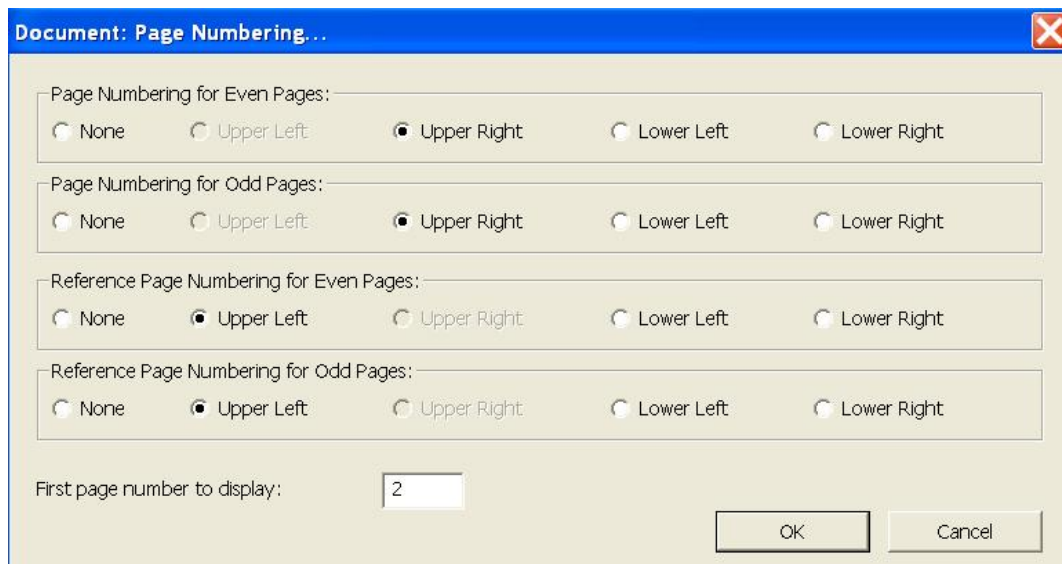 Document: Page Numbering...
Page Numbering for Even Pages:
None Upper Left Upper Right Lower Left Lower Right
Page Numbering for Odd Pages:
None Upper Left Upper Right Lower Left Lower Right
Reference Page Numbering for Even Pages:
None Upper Left Upper Right Lower Left Lower Right
Reference Page Numbering for Odd Pages:
None Upper Left Upper Right Lower Left Lower Right
First page number to display: 2
OK Cancel